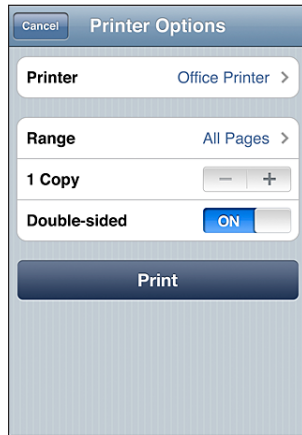 Cancel Printer Options
Printer Office Printer >
Range All Pages >
1 Copy − +
Double-sided ON
Print